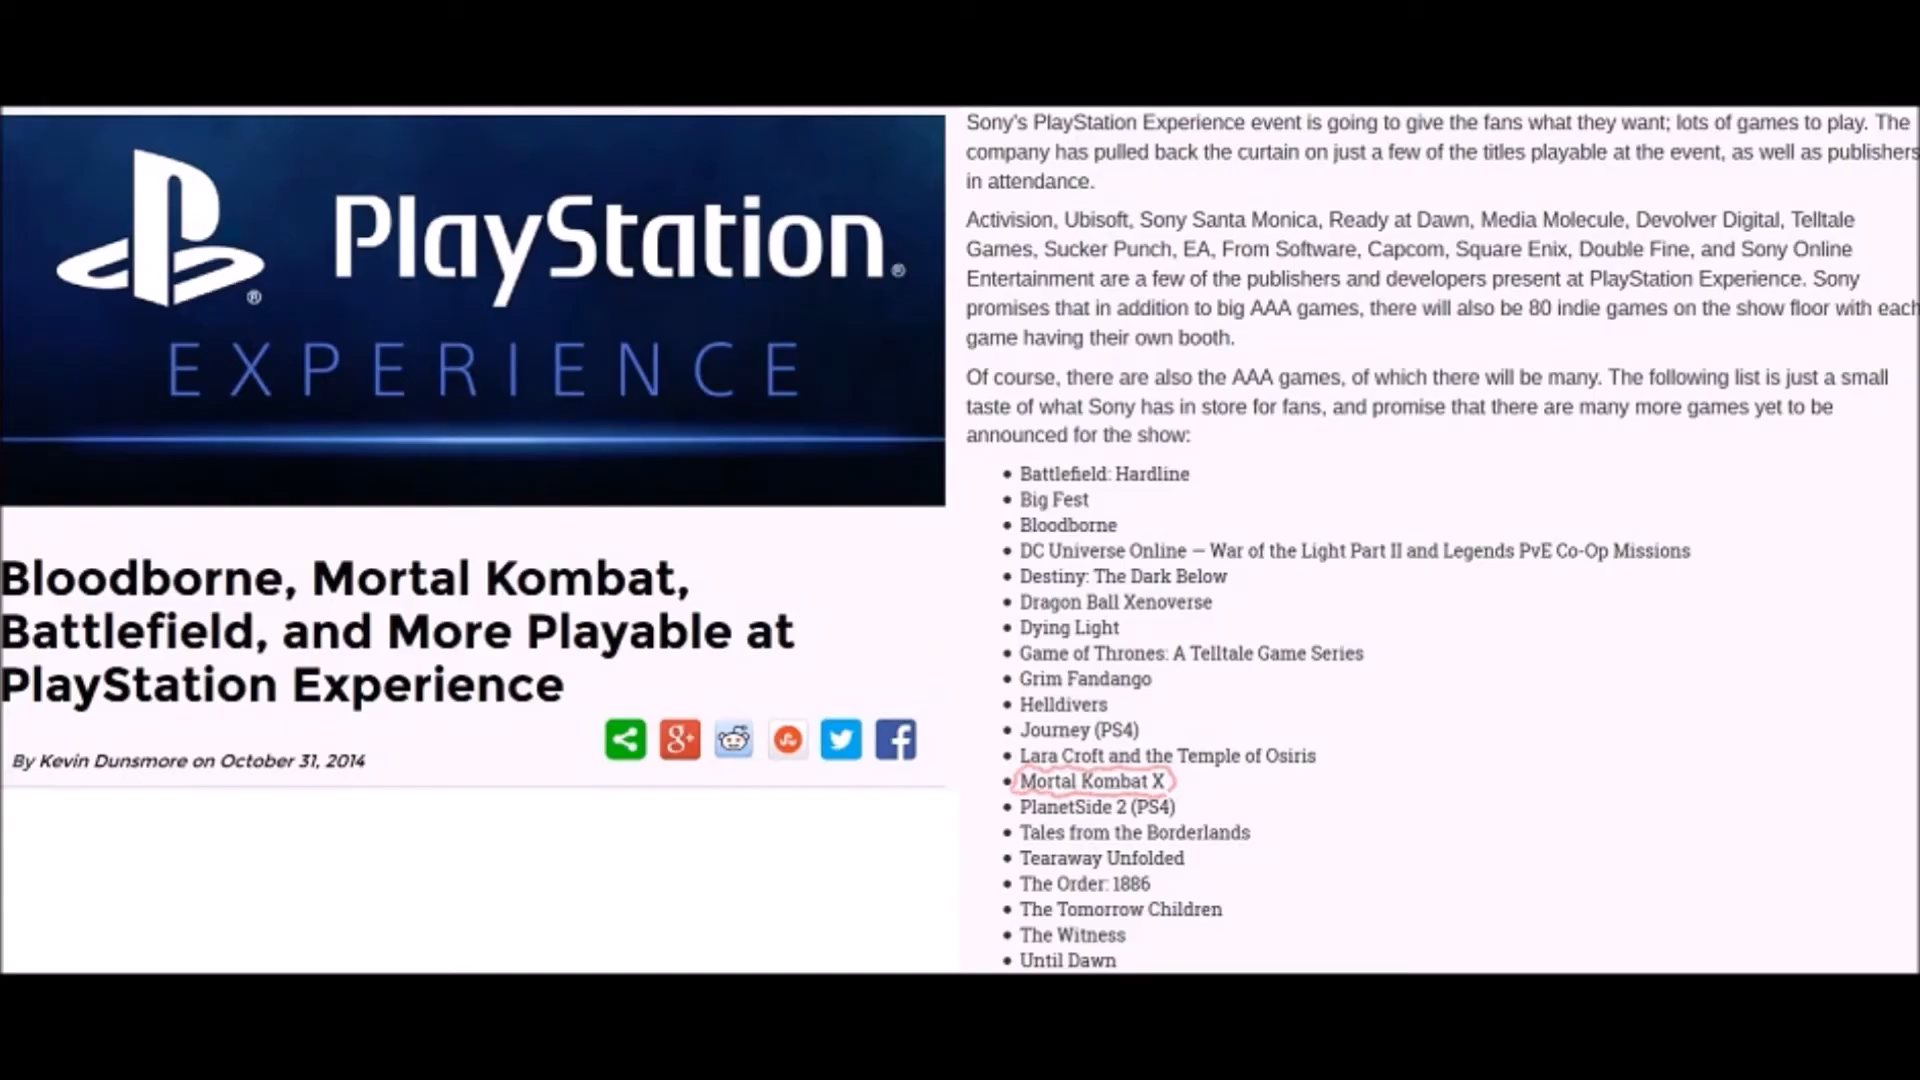 PlayStation®
EXPERIENCE
Bloodborne, Mortal Kombat,
Battlefield, and More Playable at
PlayStation Experience
By Kevin Dunsmore on October 31, 2014
Sony's PlayStation Experience event is going to give the fans what they want; lots of games to play. The
company has pulled back the curtain on just a few of the titles playable at the event, as well as publishers
in attendance.
Activision, Ubisoft, Sony Santa Monica, Ready at Dawn, Media Molecule, Devolver Digital, Telltale
Games, Sucker Punch, EA, From Software, Capcom, Square Enix, Double Fine, and Sony Online
Entertainment are a few of the publishers and developers present at PlayStation Experience. Sony
promises that in addition to big AAA games, there will also be 80 indie games on the show floor with each
game having their own booth.
Of course, there are also the AAA games, of which there will be many. The following list is just a small
taste of what Sony has in store for fans, and promise that there are many more games yet to be
announced for the show:
• Battlefield: Hardline
• Big Fest
• Bloodborne
• DC Universe Online — War of the Light Part II and Legends PvE Co-Op Missions
• Destiny: The Dark Below
• Dragon Ball Xenoverse
• Dying Light
• Game of Thrones: A Telltale Game Series
• Grim Fandango
• Helldivers
• Journey (PS4)
• Lara Croft and the Temple of Osiris
• Mortal Kombat X
• PlanetSide 2 (PS4)
• Tales from the Borderlands
• Tearaway Unfolded
• The Order: 1886
• The Tomorrow Children
• The Witness
• Until Dawn